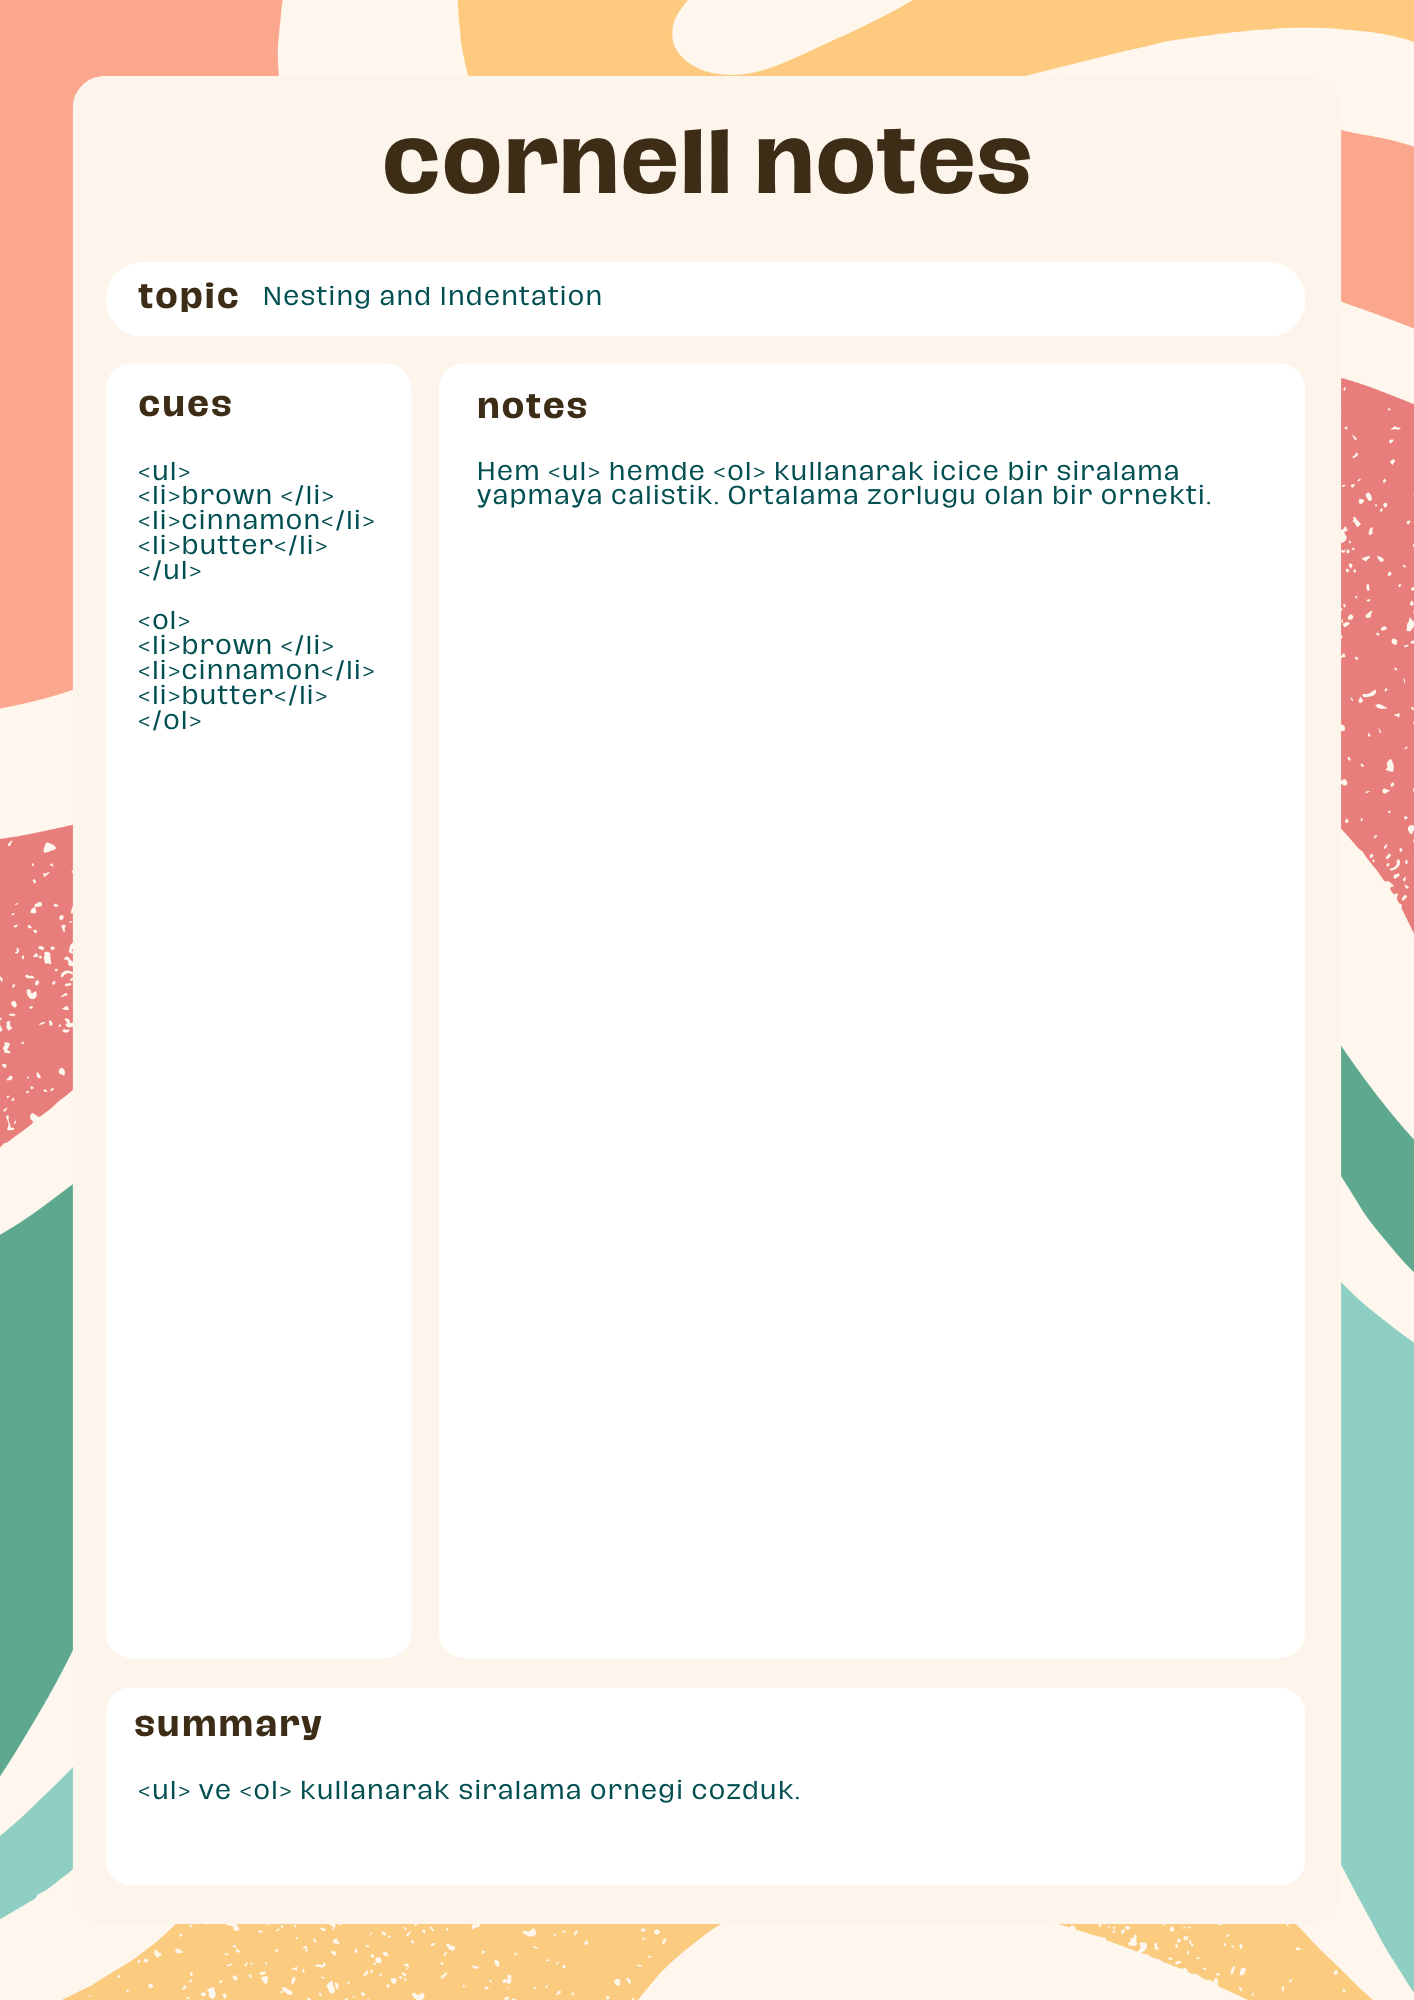 cornell notes
topic Nesting and Indentation
cues
<ul>
<li>brown </li>
<li>cinnamon</li>
<li>butter</li>
</ul>
<ol>
<li>brown </li>
<li>cinnamon</li>
<li>butter</li>
</ol>
notes
Hem <ul> hemde <ol> kullanarak icice bir siralama
yapmaya calistik. Ortalama zorlugu olan bir ornekti.
summary
<ul> ve <ol> kullanarak siralama ornegi cozduk.